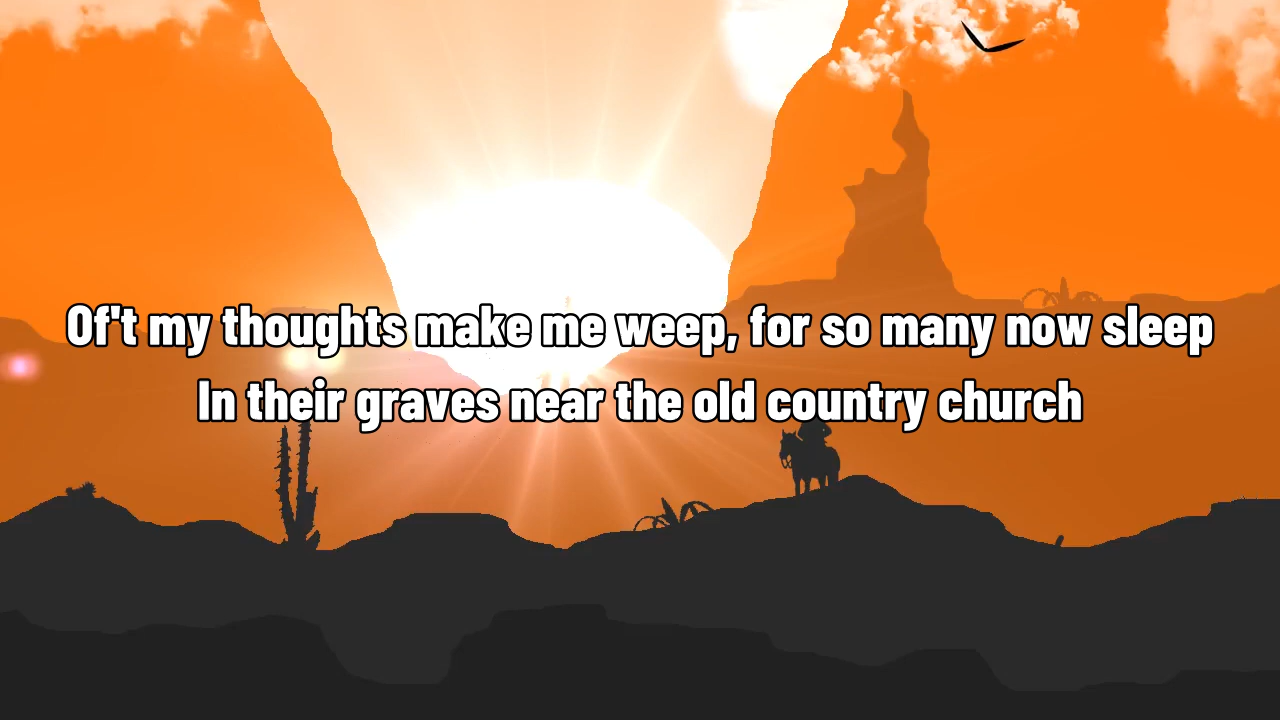 Of't my thoughts make me weep, for so many now sleep
In their graves near the old country church